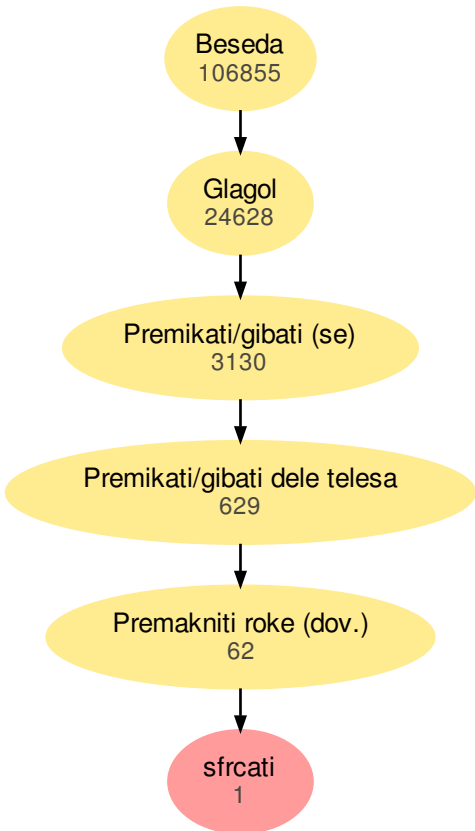 Beseda
106855
Glagol
24628
Premikati/gibati (se)
3130
Premikati/gibati dele telesa
629
Premakniti roke (dov.)
62
sfrcati
1